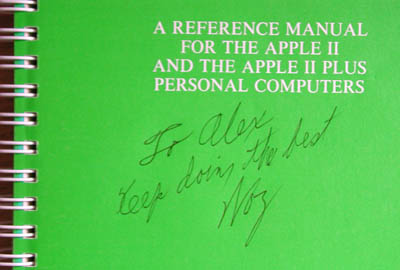 A REFERENCE MANUAL
FOR THE APPLE II
AND THE APPLE II PLUS
PERSONAL COMPUTERS
To Alex
Keep doing the best
Woz